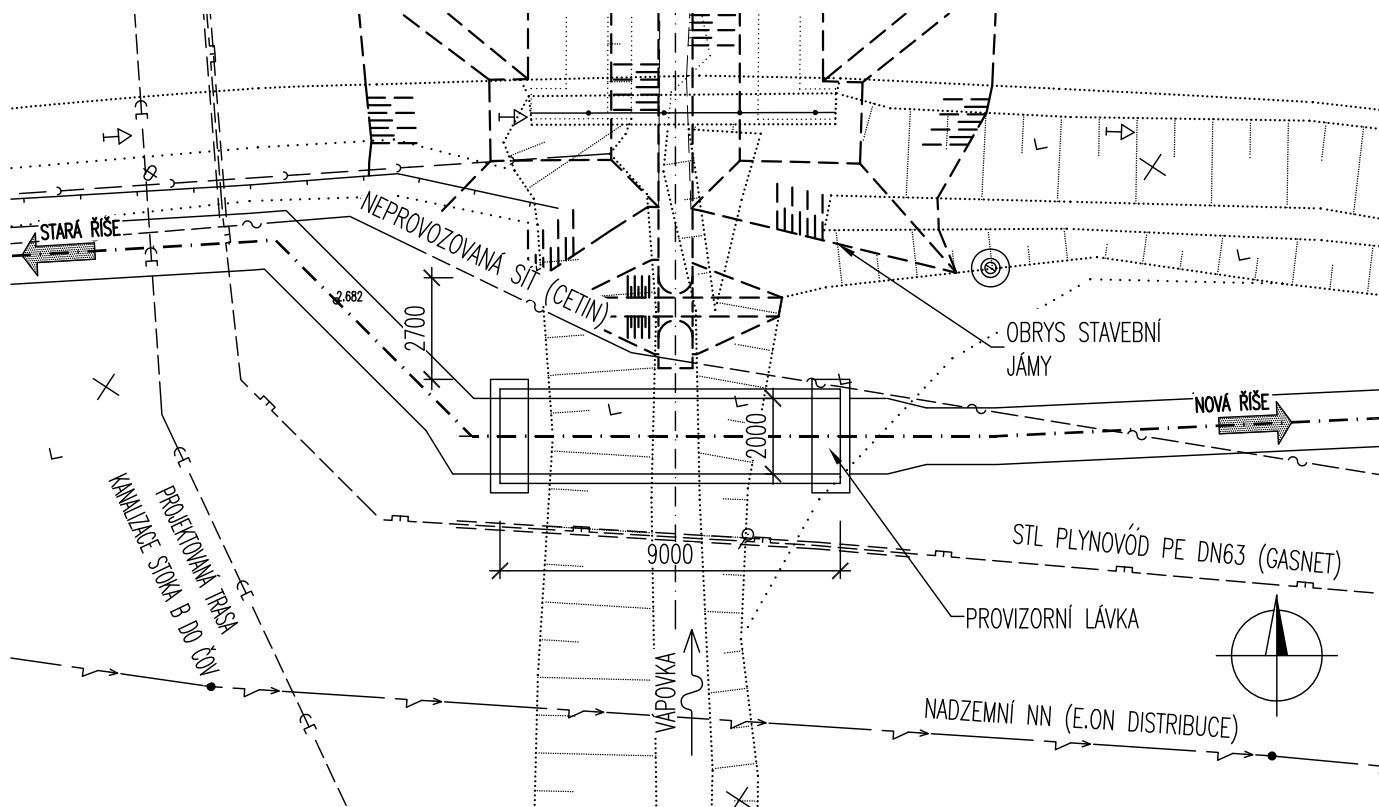 STARÁ ŘÍŠE
NEPROVOZOVANÁ SÍŤ (CETIN)
2.682
2700
OBRYS STAVEBNÍ
JÁMY
NOVÁ ŘÍŠE
2000
PROJEKTOVANÁ TRASA
KANALIZACE STOKA B DO ČOV
9000
STL PLYNOVÓD PE DN63 (GASNET)
PROVIZORNÍ LÁVKA
VÁPOVKA
NADZEMNÍ NN (E.ON DISTRIBUCE)